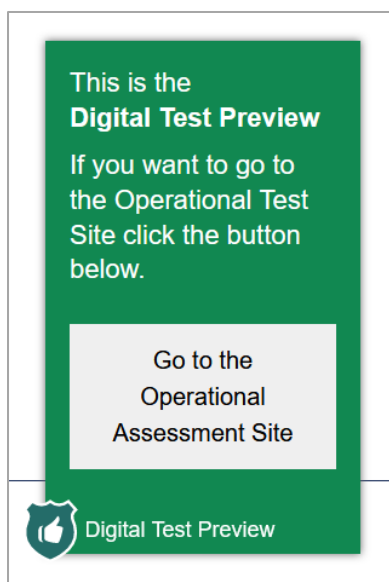 This is the
Digital Test Preview
If you want to go to
the Operational Test
Site click the button
below.
Go to the
Operational
Assessment Site
Digital Test Preview